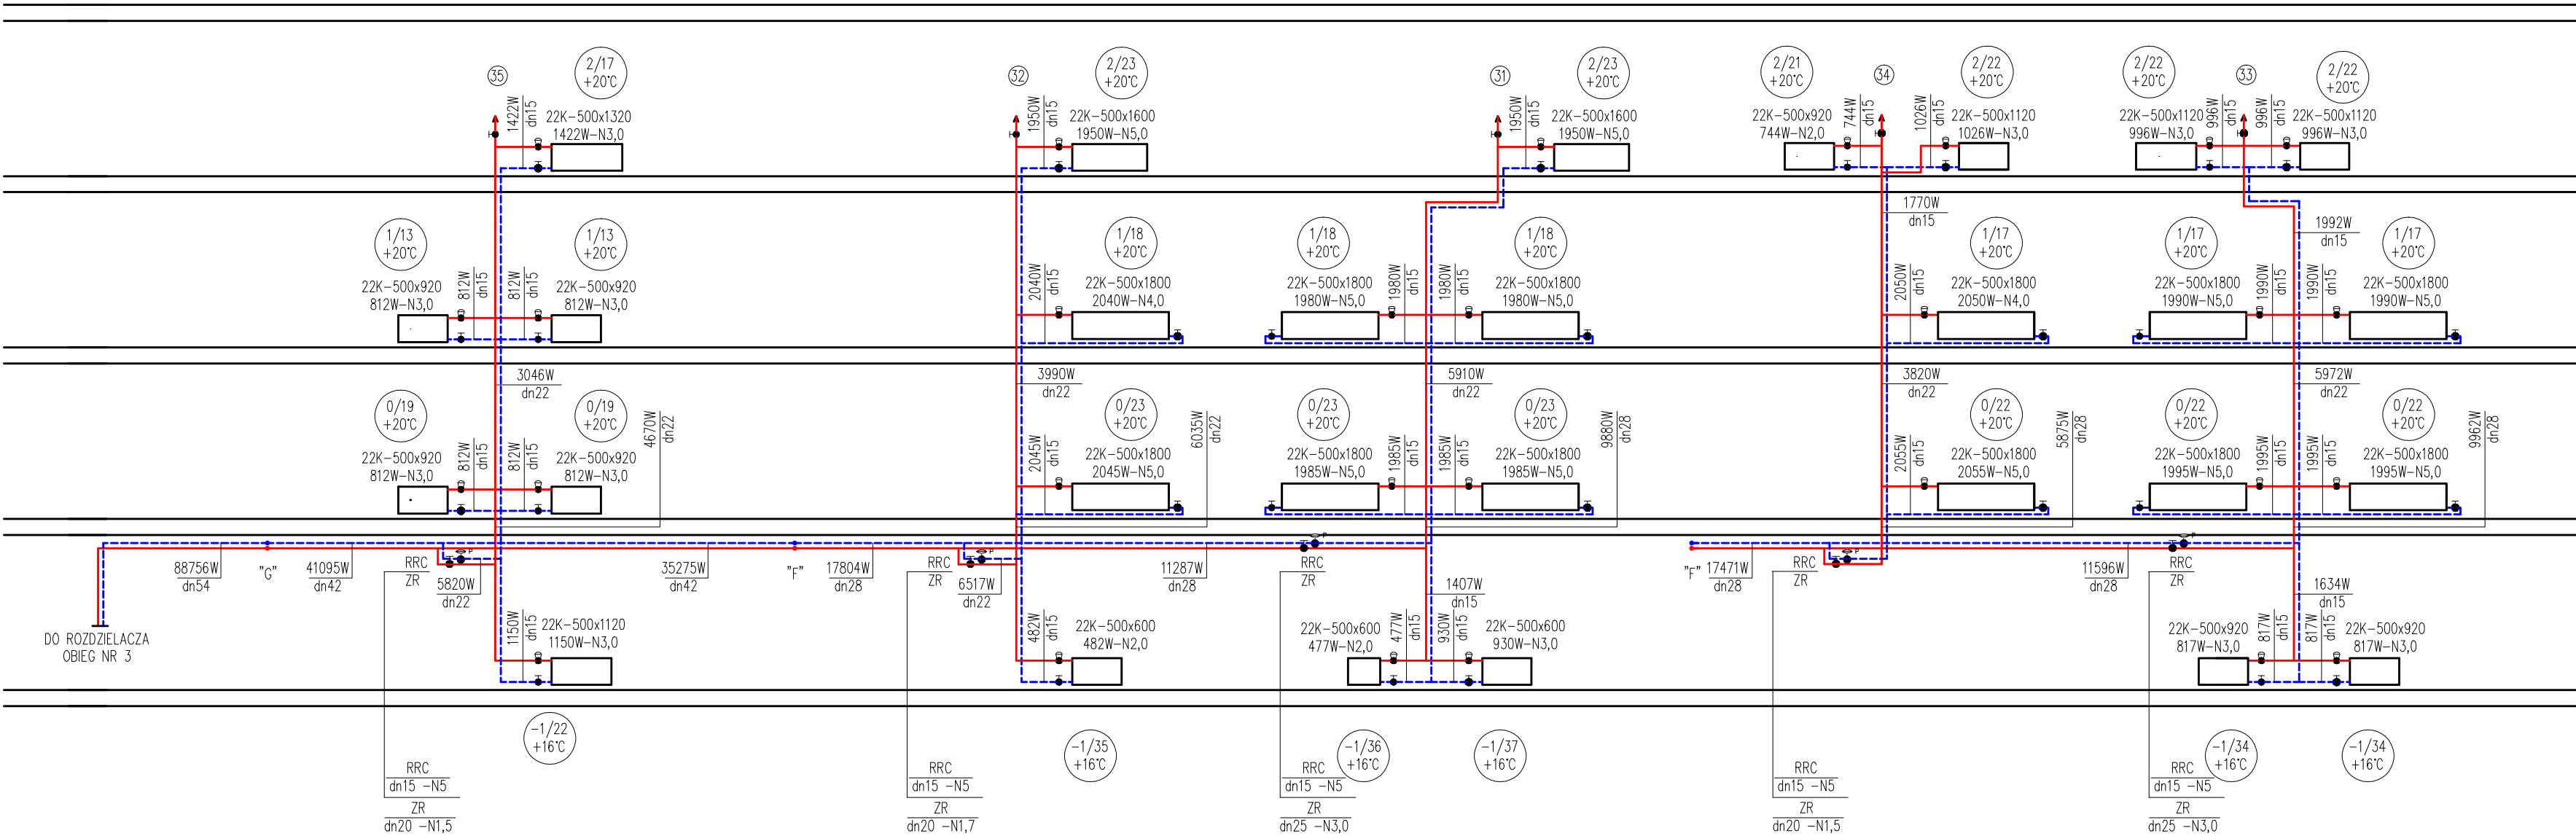 35
2/17
+20°C
1422W
dn15
22K-500x1320
1422W-N3,0
32
2/23
+20°C
1950W
dn15
22K-500x1600
1950W-N5,0
31
2/23
+20°C
1950W
dn15
22K-500x1600
1950W-N5,0
2/21
+20°C
22K-500x920
744W-N2,0
744W
dn15
34
2/22
+20°C
1026W
dn15
22K-500x1120
1026W-N3,0
2/22
+20°C
22K-500x1120
996W-N3,0
996W
dn15
33
2/22
+20°C
996W
dn15
22K-500x1120
996W-N3,0
1770W
dn15
1992W
dn15
1/13
+20°C
22K-500x920
812W-N3,0
812W
dn15
812W
dn15
1/13
+20°C
22K-500x920
812W-N3,0
2040W
dn15
1/18
+20°C
22K-500x1800
2040W-N4,0
1/18
+20°C
22K-500x1800
1980W-N5,0
1980W
dn15
1980W
dn15
1/18
+20°C
22K-500x1800
1980W-N5,0
2050W
dn15
1/17
+20°C
22K-500x1800
2050W-N4,0
1/17
+20°C
22K-500x1800
1990W-N5,0
1990W
dn15
1990W
dn15
1/17
+20°C
22K-500x1800
1990W-N5,0
3046W
dn22
3990W
dn22
5910W
dn22
3820W
dn22
5972W
dn22
0/19
+20°C
22K-500x920
812W-N3,0
812W
dn15
812W
dn15
0/19
+20°C
22K-500x920
812W-N3,0
4670W
dn22
2045W
dn15
0/23
+20°C
22K-500x1800
2045W-N5,0
6035W
dn22
0/23
+20°C
22K-500x1800
1985W-N5,0
1985W
dn15
1985W
dn15
0/23
+20°C
22K-500x1800
1985W-N5,0
9880W
dn28
2055W
dn15
0/22
+20°C
22K-500x1800
2055W-N5,0
5875W
dn28
0/22
+20°C
22K-500x1800
1995W-N5,0
1995W
dn15
1995W
dn15
0/22
+20°C
22K-500x1800
1995W-N5,0
9962W
dn28
88756W
dn54
"G"
41095W
dn42
RRC
ZR
P
5820W
dn22
35275W
dn42
"F"
17804W
dn28
RRC
ZR
P
6517W
dn22
11287W
dn28
RRC
ZR
P
1407W
dn15
"F"
17471W
dn28
RRC
ZR
P
11596W
dn28
RRC
ZR
P
1634W
dn15
DO ROZDZIELACZA
OBIEG NR 3
1150W
dn15
22K-500x1120
1150W-N3,0
482W
dn15
22K-500x600
482W-N2,0
22K-500x600
477W-N2,0
477W
dn15
930W
dn15
22K-500x600
930W-N3,0
22K-500x920
817W-N3,0
817W
dn15
817W
dn15
22K-500x920
817W-N3,0
-1/22
+16°C
-1/35
+16°C
-1/36
+16°C
-1/37
+16°C
-1/34
+16°C
-1/34
+16°C
RRC
dn15 -N5
ZR
dn20 -N1,5
RRC
dn15 -N5
ZR
dn20 -N1,7
RRC
dn15 -N5
ZR
dn25 -N3,0
RRC
dn15 -N5
ZR
dn20 -N1,5
RRC
dn15 -N5
ZR
dn25 -N3,0